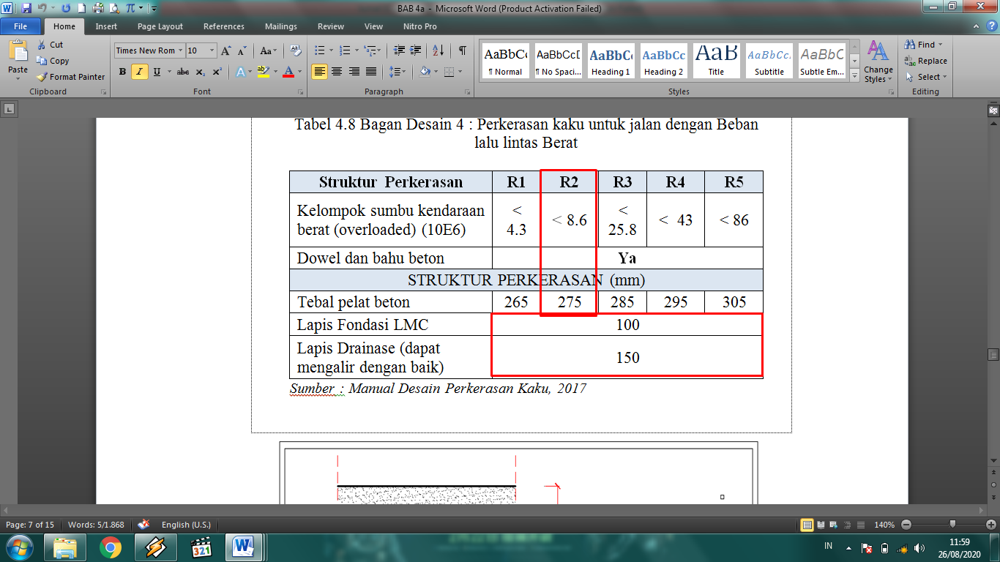 BAB 4a - Microsoft Word (Product Activation Failed)
File Home Insert Page Layout References Mailings Review View Nitro Pro
Paste
Cut
Copy
Format Painter
Clipboard
Times New Rom 10
B I U abc x₂ x²
Font
Paragraph
AaBbCc AaBbCcD AaBbCc AaBbCc AaB AaBbCc. AaBbCc
¶ Normal ¶ No Spaci... Heading 1 Heading 2 Title Subtitle Subtle Em...
Change
Styles
Styles
Find
Replace
Select
Editing
Tabel 4.8 Bagan Desain 4 : Perkerasan kaku untuk jalan dengan Beban
lalu lintas Berat
Struktur Perkerasan R1 R2 R3 R4 R5
Kelompok sumbu kendaraan
berat (overloaded) (10E6)
<
4.3
< 8.6
<
25.8
< 43
< 86
Dowel dan bahu beton Ya
STRUKTUR PERKERASAN (mm)
Tebal pelat beton 265 275 285 295 305
Lapis Fondasi LMC 100
Lapis Drainase (dapat
mengalir dengan baik)
150
Sumber : Manual Desain Perkerasan Kaku, 2017
Page: 7 of 15 Words: 5/1.868 English (U.S.) 140%
321
IN
11:59
26/08/2020